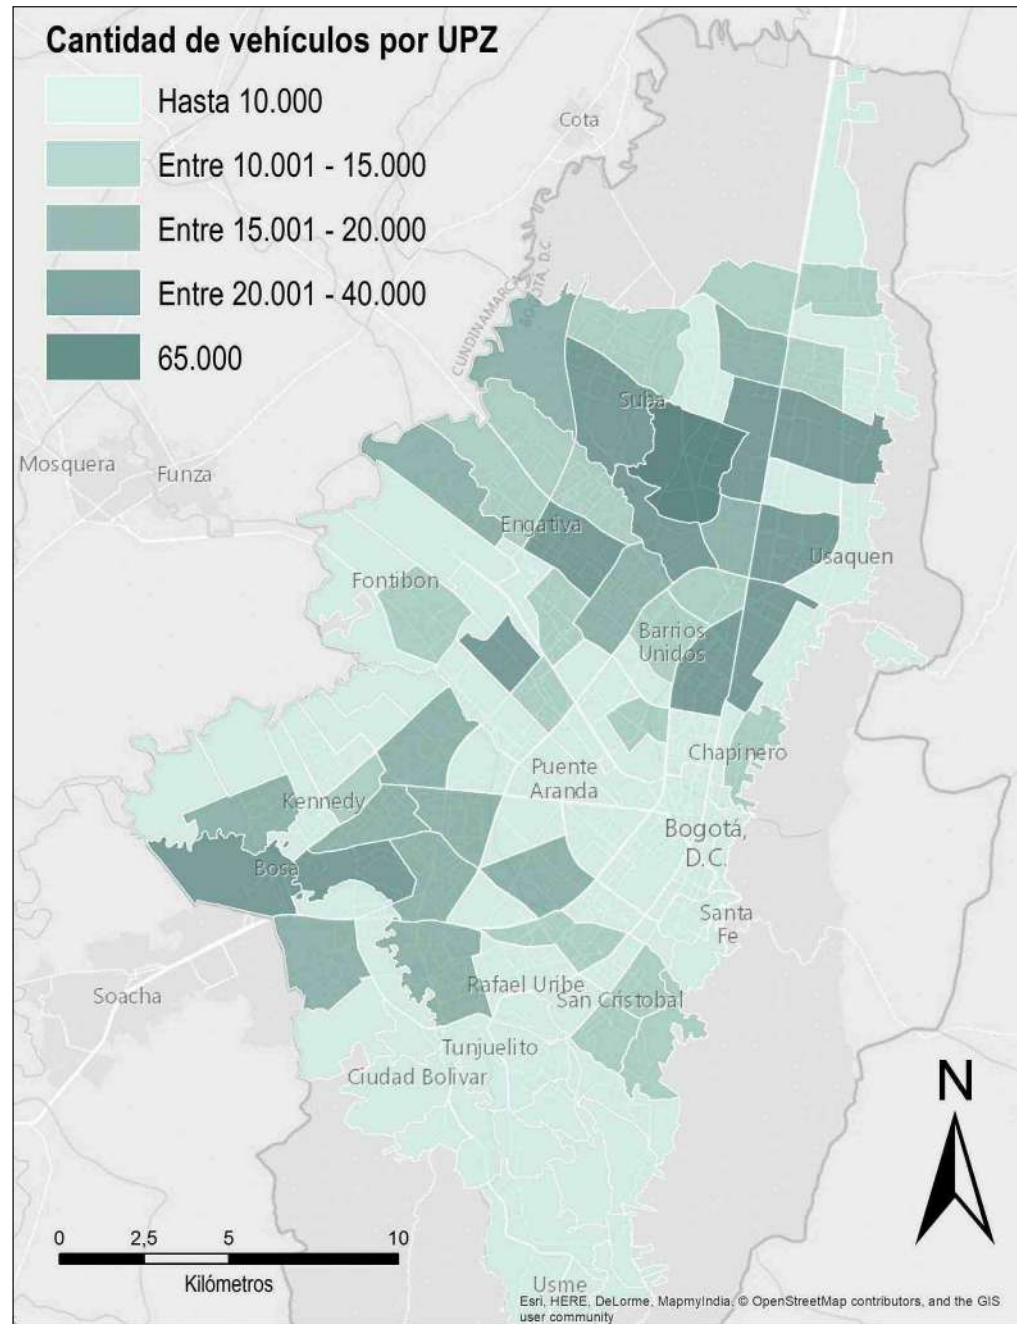 Cantidad de vehículos por UPZ
Hasta 10.000
Entre 10.001 - 15.000
Entre 15.001 - 20.000
Entre 20.001 - 40.000
65.000
Cota
CUNDINAMARCA
BOGOTÁ, D.C.
Suba
Mosquera
Funza
Engativa
Usaquen
Fontibon
Barrios
Unidos
Chapinero
Puente
Aranda
Kennedy
Bogotá,
D.C.
Bosa
Santa
Fe
Soacha
Rafael Uribe
San Cristobal
Tunjuelito
Ciudad Bolivar
N
0 2,5 5 10
Kilómetros
Usme
Esri, HERE, DeLorme, MapmyIndia, © OpenStreetMap contributors, and the GIS
user community